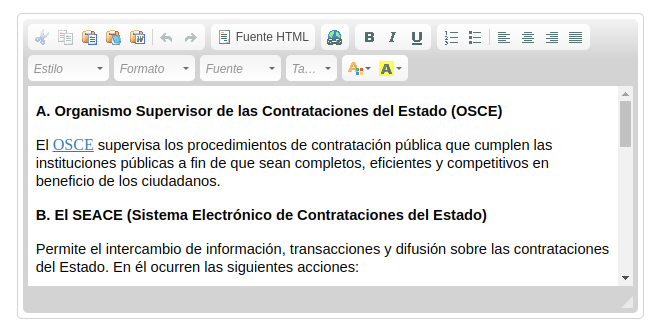 Fuente HTML
B I U
Estilo Formato Fuente Ta... A A
A. Organismo Supervisor de las Contrataciones del Estado (OSCE)
El OSCE supervisa los procedimientos de contratación pública que cumplen las
instituciones públicas a fin de que sean completos, eficientes y competitivos en
beneficio de los ciudadanos.
B. El SEACE (Sistema Electrónico de Contrataciones del Estado)
Permite el intercambio de información, transacciones y difusión sobre las contrataciones
del Estado. En él ocurren las siguientes acciones: